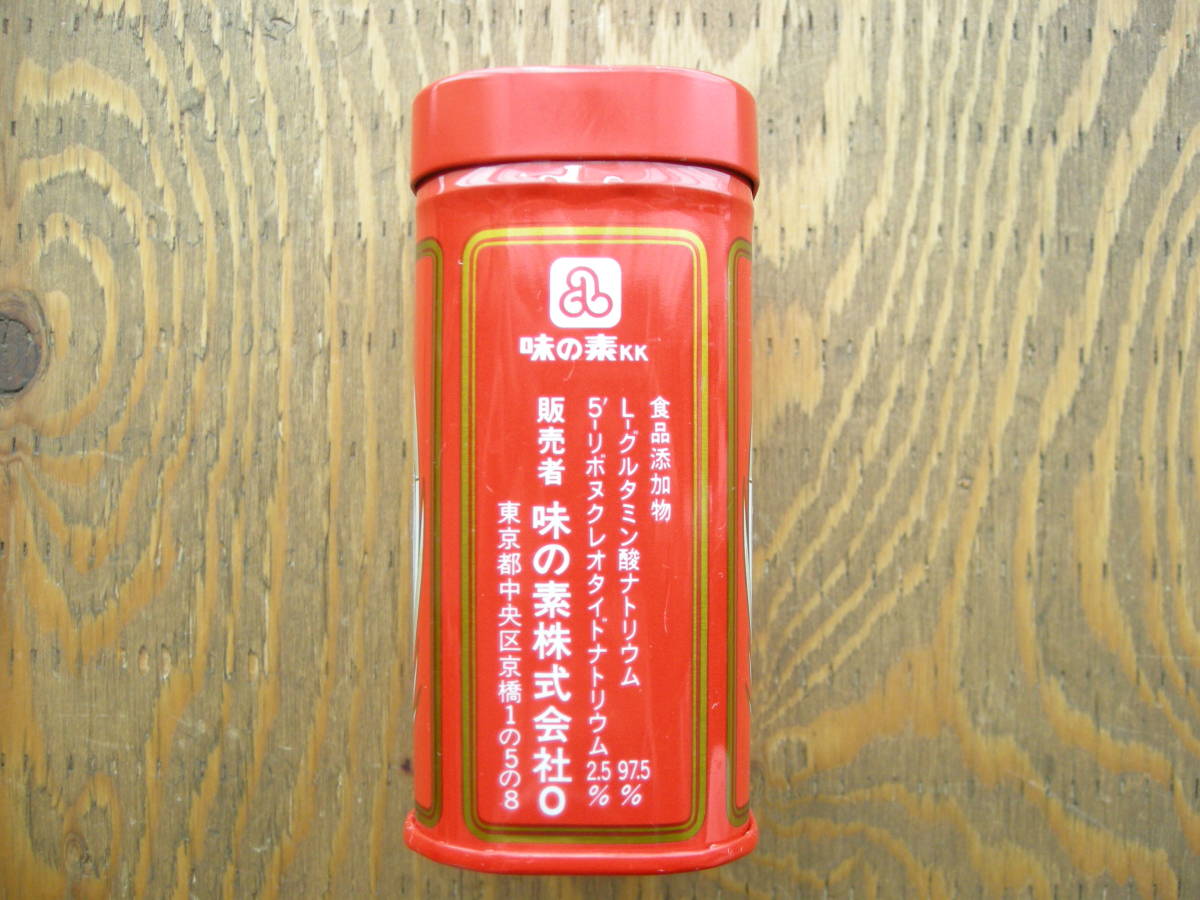 味の素KK
食品添加物
L-グルタミン酸ナトリウム 97.5%
5'-リボヌクレオタイドナトリウム 2.5%
販売者 味の素株式会社O
東京都中央区京橋1の5の8